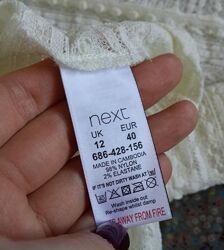 next
UK EUR
12 40
686-428-156
MADE IN CAMBODIA
98% NYLON
2% ELASTANE
IF IT'S NOT DIRTY WASH AT 30
Wash inside out
Re-shape whilst damp
AWAY FROM FIRE